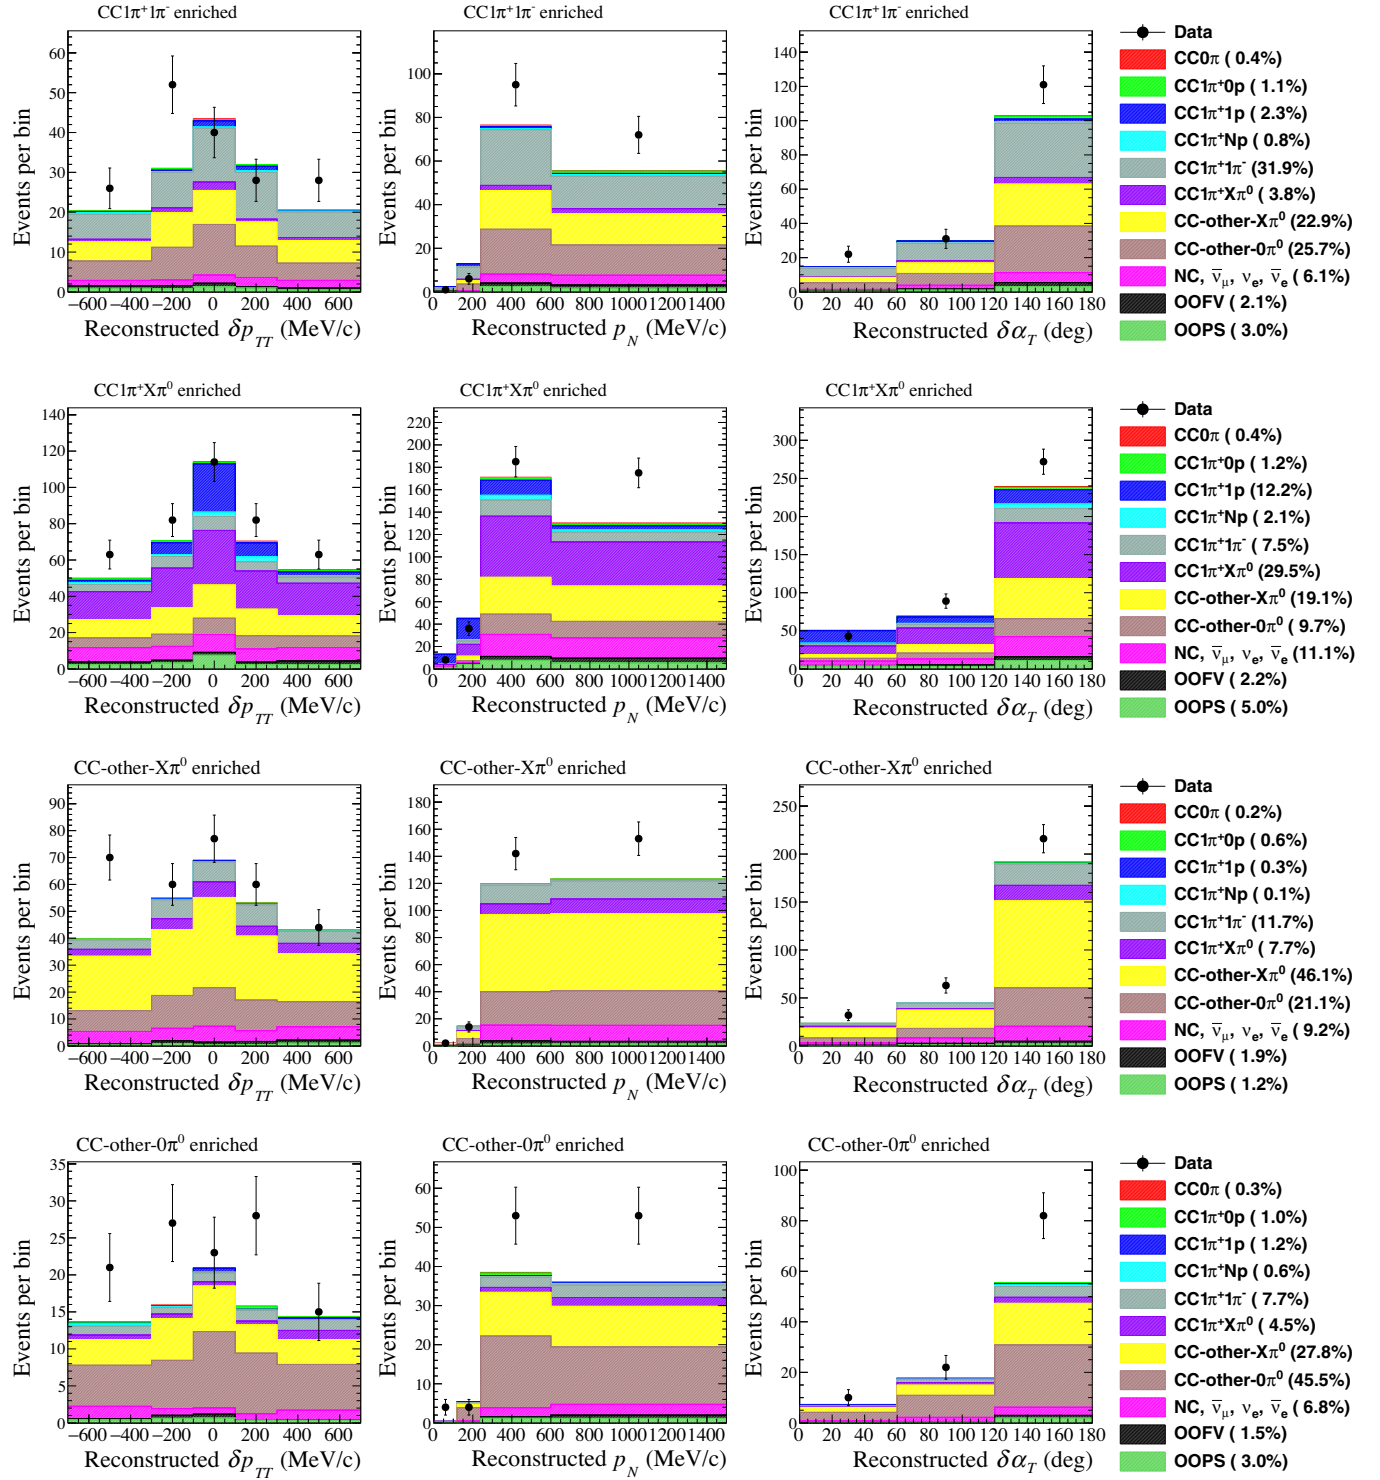 CC1π⁺1π⁻ enriched
Events per bin
0 10 20 30 40 50 60
−600 −400 −200 0 200 400 600
Reconstructed δp_TT (MeV/c)
CC1π⁺1π⁻ enriched
Events per bin
0 20 40 60 80 100
0 200 400 600 800 1000 1200 1400
Reconstructed p_N (MeV/c)
CC1π⁺1π⁻ enriched
Events per bin
0 20 40 60 80 100 120 140
0 20 40 60 80 100 120 140 160 180
Reconstructed δα_T (deg)
Data
CC0π ( 0.4%)
CC1π⁺0p ( 1.1%)
CC1π⁺1p ( 2.3%)
CC1π⁺Np ( 0.8%)
CC1π⁺1π⁻ (31.9%)
CC1π⁺Xπ⁰ ( 3.8%)
CC-other-Xπ⁰ (22.9%)
CC-other-0π⁰ (25.7%)
NC, ν̅_μ, ν_e, ν̅_e ( 6.1%)
OOFV ( 2.1%)
OOPS ( 3.0%)
CC1π⁺Xπ⁰ enriched
Events per bin
0 20 40 60 80 100 120 140
−600 −400 −200 0 200 400 600
Reconstructed δp_TT (MeV/c)
CC1π⁺Xπ⁰ enriched
Events per bin
0 20 40 60 80 100 120 140 160 180 200 220
0 200 400 600 800 1000 1200 1400
Reconstructed p_N (MeV/c)
CC1π⁺Xπ⁰ enriched
Events per bin
0 50 100 150 200 250 300
0 20 40 60 80 100 120 140 160 180
Reconstructed δα_T (deg)
Data
CC0π ( 0.4%)
CC1π⁺0p ( 1.2%)
CC1π⁺1p (12.2%)
CC1π⁺Np ( 2.1%)
CC1π⁺1π⁻ ( 7.5%)
CC1π⁺Xπ⁰ (29.5%)
CC-other-Xπ⁰ (19.1%)
CC-other-0π⁰ ( 9.7%)
NC, ν̅_μ, ν_e, ν̅_e (11.1%)
OOFV ( 2.2%)
OOPS ( 5.0%)
CC-other-Xπ⁰ enriched
Events per bin
0 10 20 30 40 50 60 70 80 90
−600 −400 −200 0 200 400 600
Reconstructed δp_TT (MeV/c)
CC-other-Xπ⁰ enriched
Events per bin
0 20 40 60 80 100 120 140 160 180
0 200 400 600 800 1000 1200 1400
Reconstructed p_N (MeV/c)
CC-other-Xπ⁰ enriched
Events per bin
0 50 100 150 200 250
0 20 40 60 80 100 120 140 160 180
Reconstructed δα_T (deg)
Data
CC0π ( 0.2%)
CC1π⁺0p ( 0.6%)
CC1π⁺1p ( 0.3%)
CC1π⁺Np ( 0.1%)
CC1π⁺1π⁻ (11.7%)
CC1π⁺Xπ⁰ ( 7.7%)
CC-other-Xπ⁰ (46.1%)
CC-other-0π⁰ (21.1%)
NC, ν̅_μ, ν_e, ν̅_e ( 9.2%)
OOFV ( 1.9%)
OOPS ( 1.2%)
CC-other-0π⁰ enriched
Events per bin
0 5 10 15 20 25 30 35
−600 −400 −200 0 200 400 600
Reconstructed δp_TT (MeV/c)
CC-other-0π⁰ enriched
Events per bin
0 10 20 30 40 50 60
0 200 400 600 800 1000 1200 1400
Reconstructed p_N (MeV/c)
CC-other-0π⁰ enriched
Events per bin
0 20 40 60 80 100
0 20 40 60 80 100 120 140 160 180
Reconstructed δα_T (deg)
Data
CC0π ( 0.3%)
CC1π⁺0p ( 1.0%)
CC1π⁺1p ( 1.2%)
CC1π⁺Np ( 0.6%)
CC1π⁺1π⁻ ( 7.7%)
CC1π⁺Xπ⁰ ( 4.5%)
CC-other-Xπ⁰ (27.8%)
CC-other-0π⁰ (45.5%)
NC, ν̅_μ, ν_e, ν̅_e ( 6.8%)
OOFV ( 1.5%)
OOPS ( 3.0%)